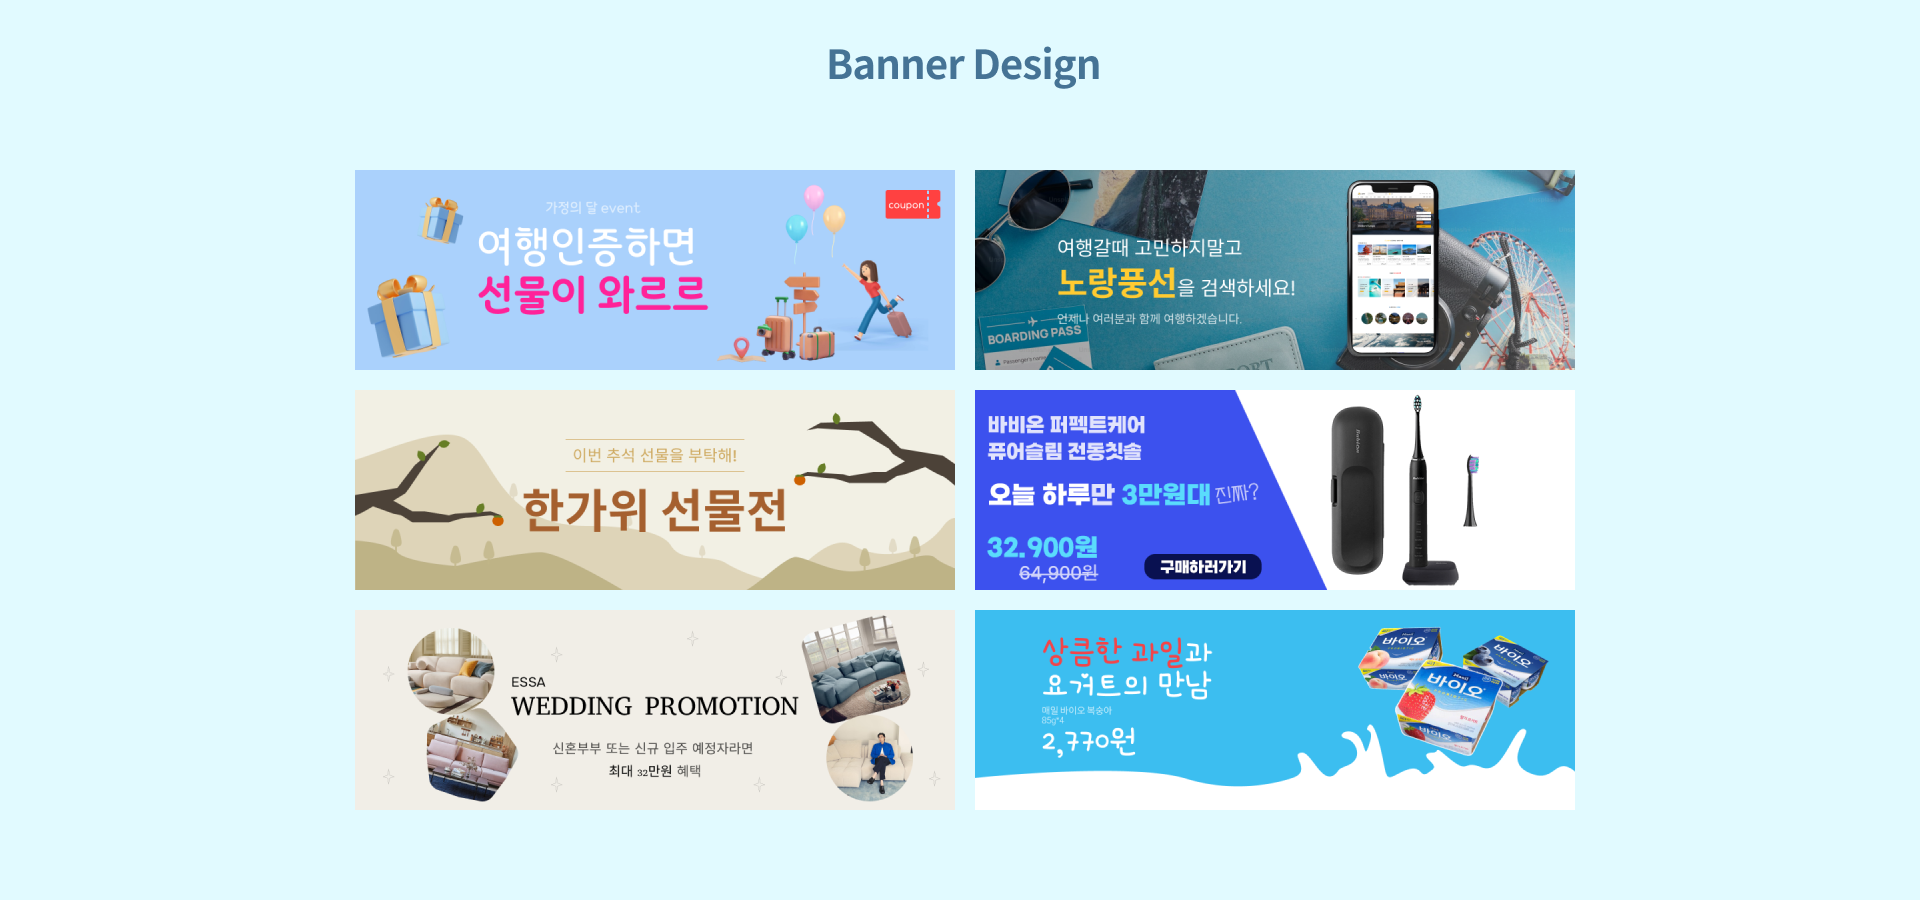 Banner Design
가정의 달 event
여행인증하면
선물이 와르르
coupon
여행갈때 고민하지말고
노랑풍선을 검색하세요!
언제나 여러분과 함께 여행하겠습니다.
BOARDING PASS
Passenger's name
이번 추석 선물을 부탁해!
한가위 선물전
바비온 퍼펙트케어
퓨어슬림 전동칫솔
오늘 하루만 3만원대 진짜?
32.900원
64,900원
구매하러가기
ESSA
WEDDING PROMOTION
신혼부부 또는 신규 입주 예정자라면
최대 32만원 혜택
상큼한 과일과
요거트의 만남
매일 바이오 복숭아
85g*4
2,770원
바이오
바이오
바이오
바이오
바이오